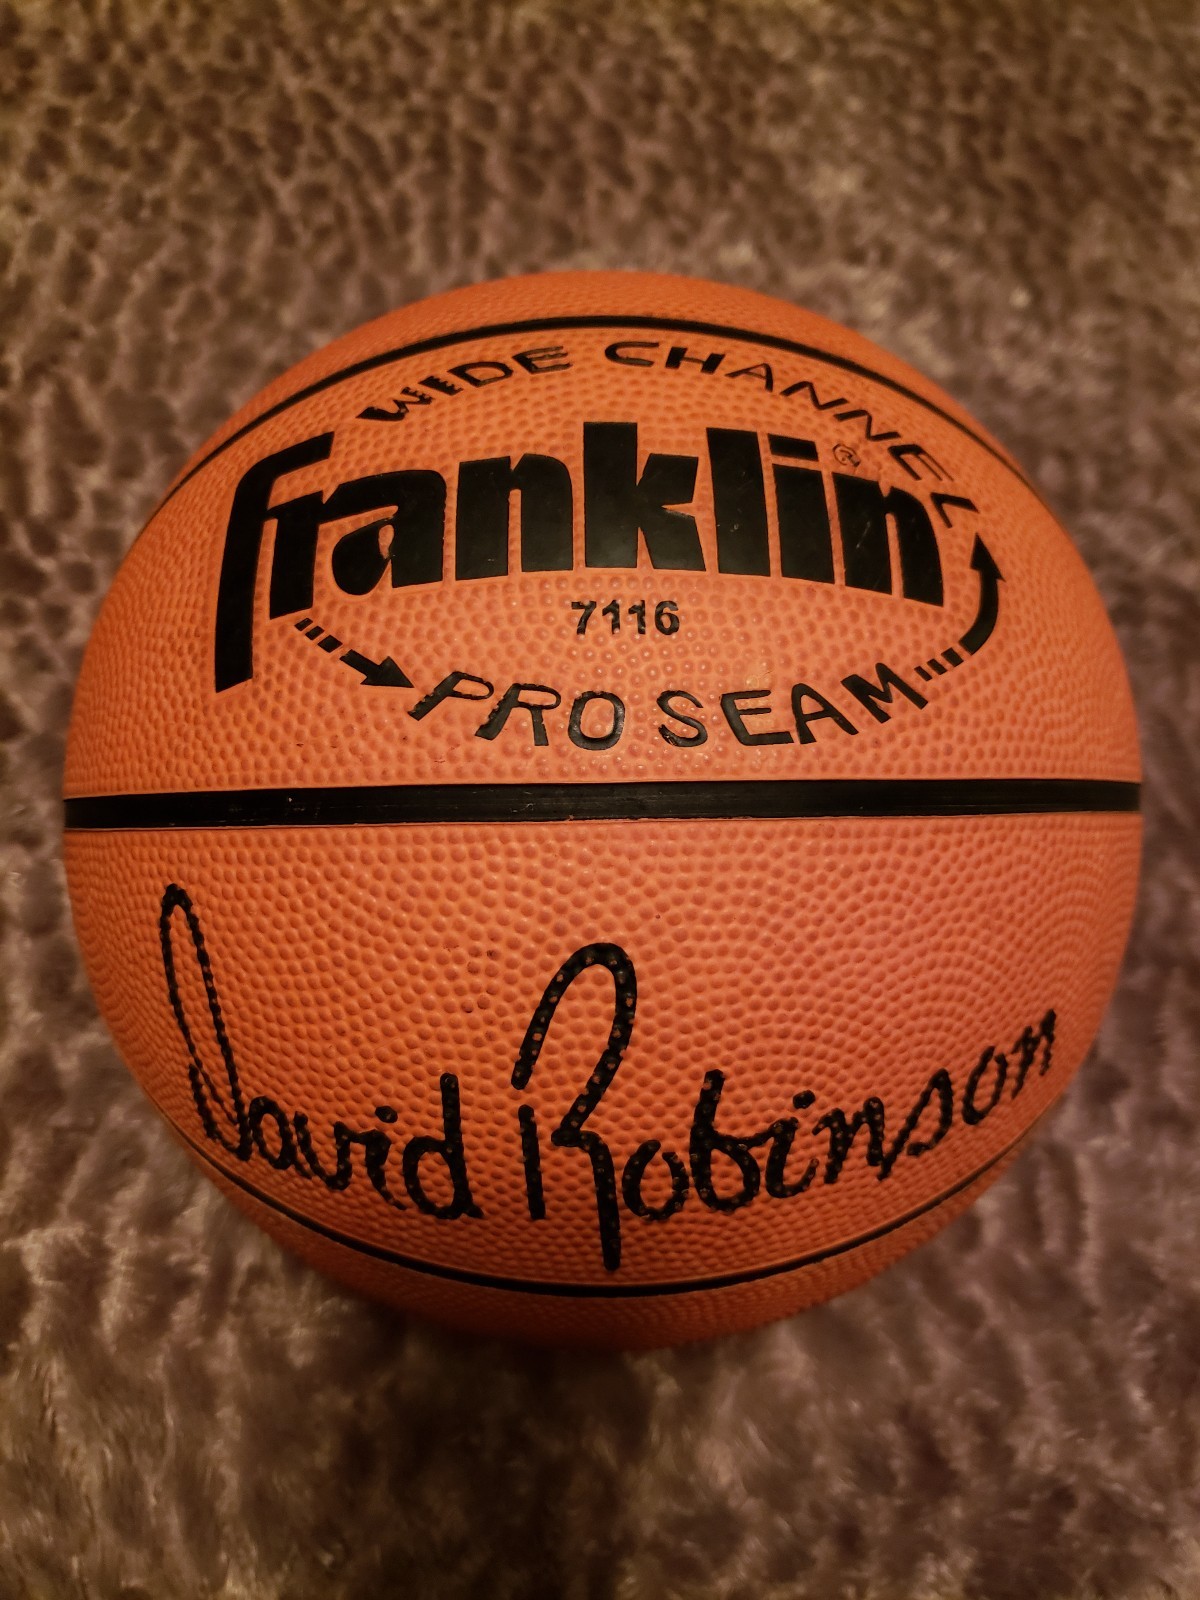 WIDE CHANNEL
Franklin®
7116
PRO SEAM
David Robinson